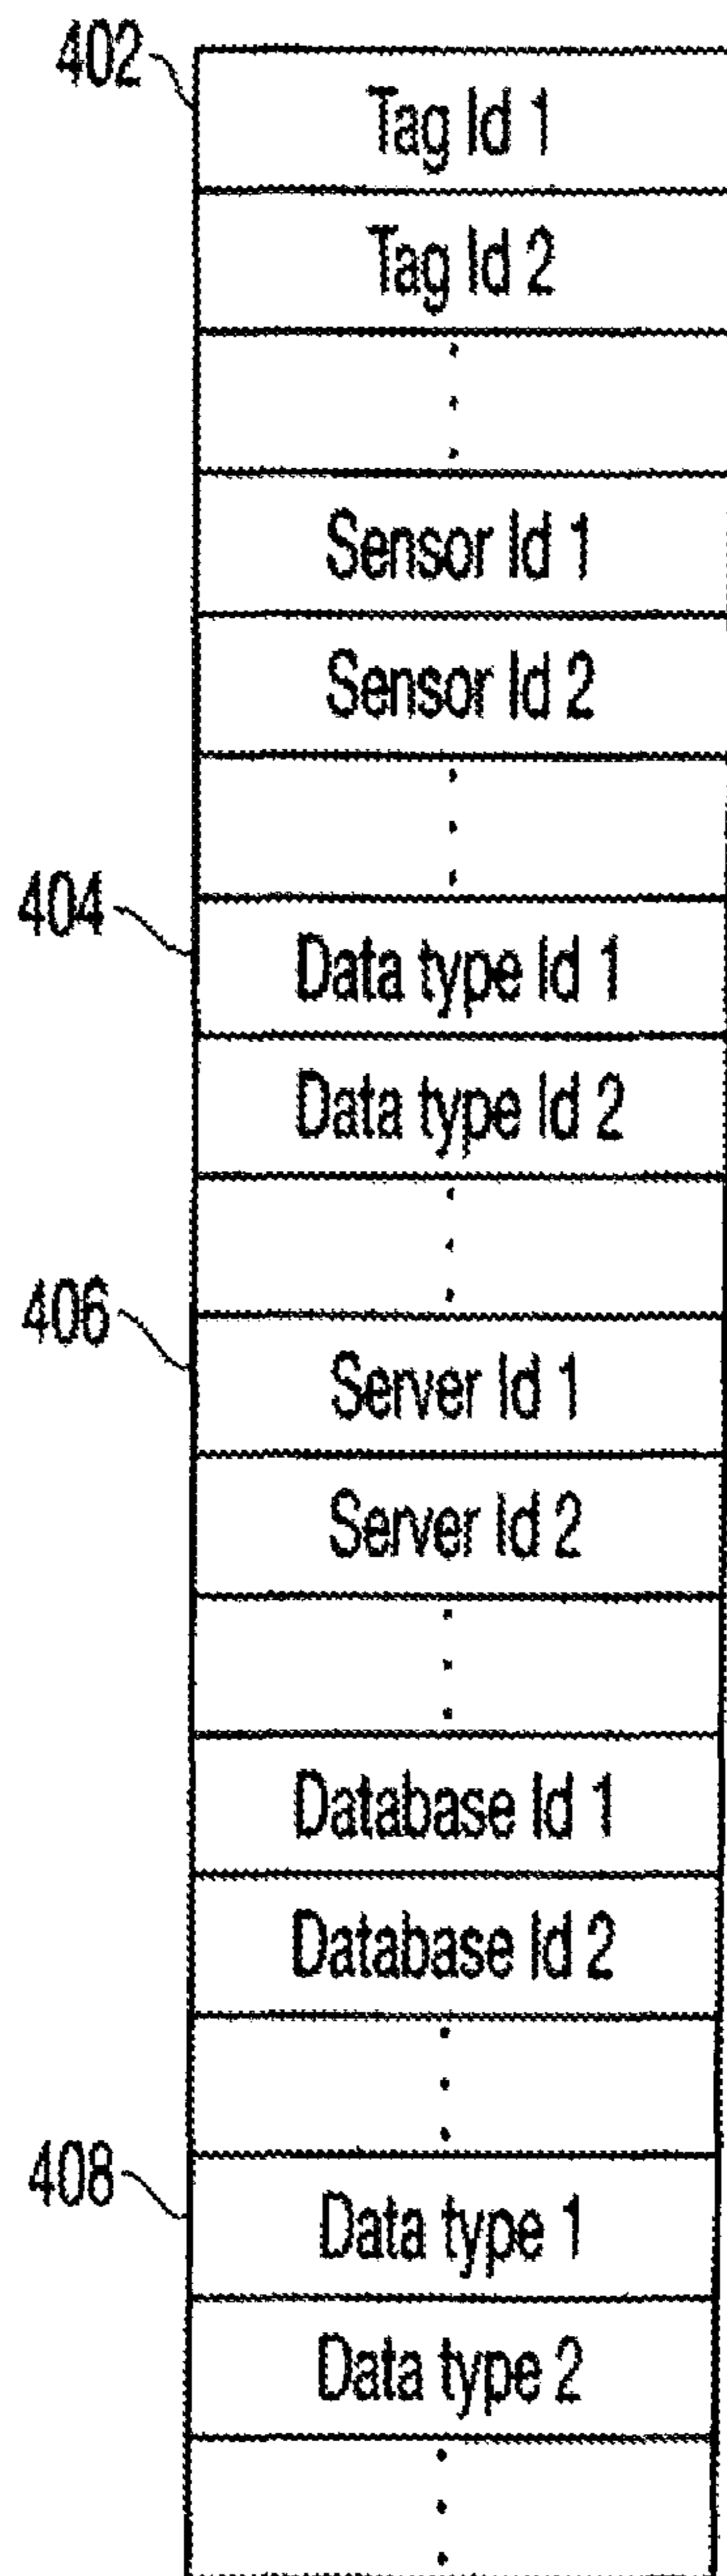 402
Tag Id 1
Tag Id 2
Sensor Id 1
Sensor Id 2
404
Data type Id 1
Data type Id 2
406
Server Id 1
Server Id 2
Database Id 1
Database Id 2
408
Data type 1
Data type 2